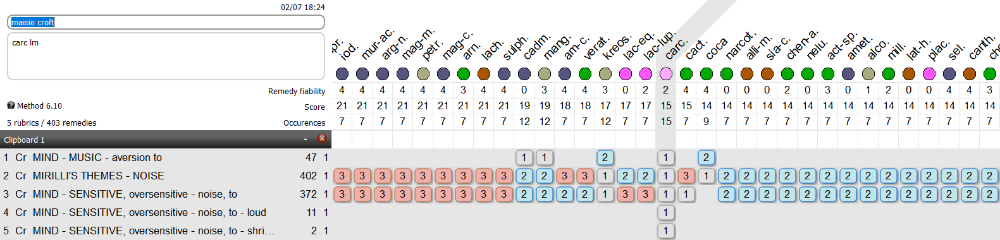 02/07 18:24
maisie croft
carc lm
pr. iod. mur-ac. arg-n. mag-m. petr. mag-c. arn. lach. sulph. cadm. mang. am-c. verat. kreos. lac-eq. lac-lup. carc. cact. coca narcot. alli-m. sia-c. chen-a. nelu. act-sp. amet. alco. mill. lat-h. plac. sel. canth. che
Remedy fiability 4 4 4 4 4 4 3 4 4 0 3 4 4 3 0 2 2 4 4 0 0 0 2 0 3 0 1 2 0 0 4 4 3
? Method 6.10 Score 21 21 21 21 21 21 21 21 21 19 19 18 18 17 17 17 15 15 14 14 14 14 14 14 14 14 14 14 14 14 14 14 14
5 rubrics / 403 remedies Occurences 7 7 7 7 7 7 7 7 7 12 12 7 7 12 7 7 15 7 9 7 7 7 7 7 7 7 7 7 7 7 7 7 7
Clipboard 1
1 Cr MIND - MUSIC - aversion to 47 1 1 1 2 1 2
2 Cr MIRILLI'S THEMES - NOISE 402 1 3 3 3 3 3 3 3 3 3 2 2 3 3 1 2 2 1 3 1 2 2 2 2 2 2 2 2 2 2 2 2 2 2
3 Cr MIND - SENSITIVE, oversensitive - noise, to 372 1 3 3 3 3 3 3 3 3 3 2 2 2 2 1 3 3 1 1 2 2 2 2 2 2 2 2 2 2 2 2 2 2
4 Cr MIND - SENSITIVE, oversensitive - noise, to - loud 11 1 1
5 Cr MIND - SENSITIVE, oversensitive - noise, to - shri... 2 1 1